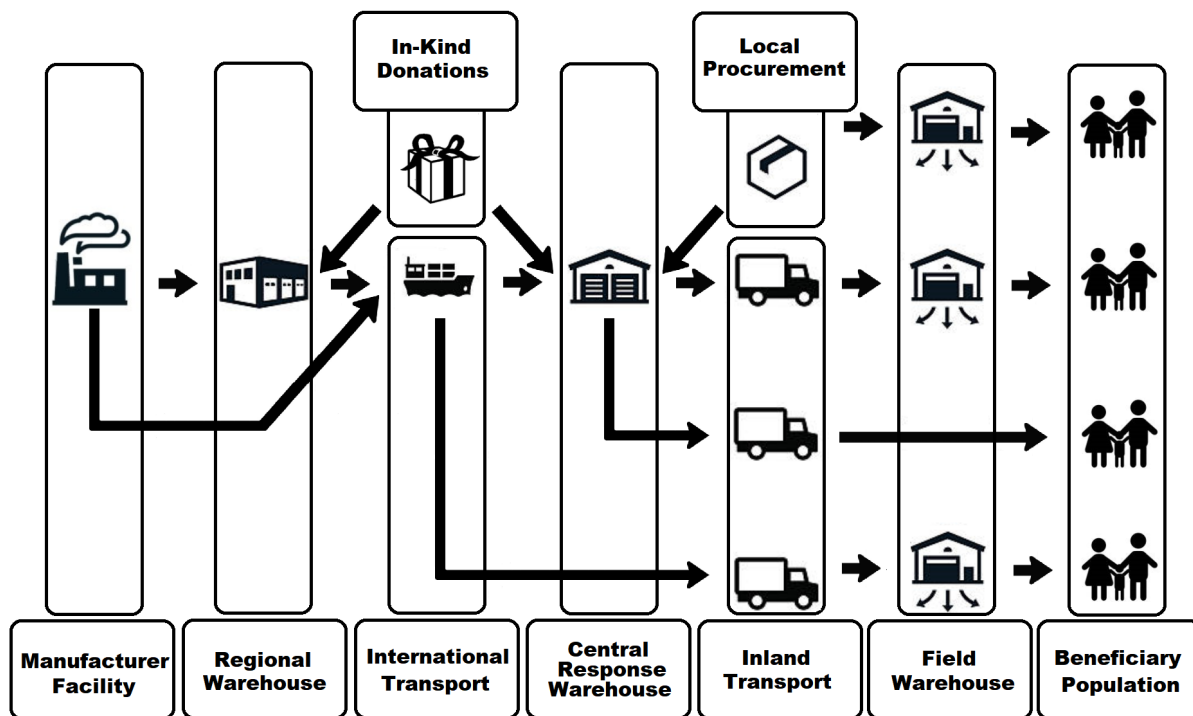 In-Kind
Donations
Local
Procurement
Manufacturer
Facility
Regional
Warehouse
International
Transport
Central
Response
Warehouse
Inland
Transport
Field
Warehouse
Beneficiary
Population